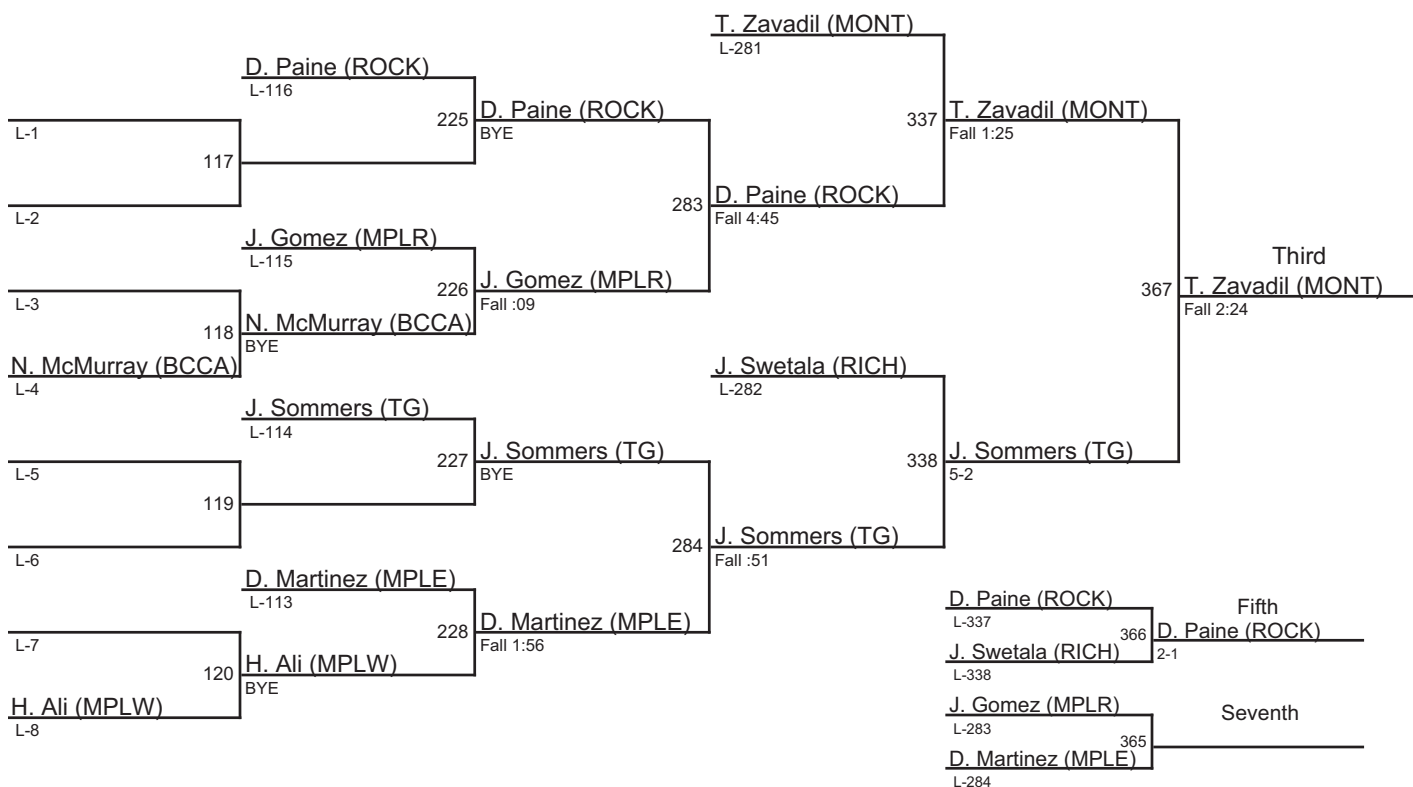 T. Zavadil (MONT)
L-281
D. Paine (ROCK)
L-116
225
D. Paine (ROCK)
BYE
337
T. Zavadil (MONT)
Fall 1:25
L-1
117
L-2
283
D. Paine (ROCK)
Fall 4:45
J. Gomez (MPLR)
L-115
226
J. Gomez (MPLR)
Fall :09
L-3
118
N. McMurray (BCCA)
BYE
N. McMurray (BCCA)
L-4
Third
367
T. Zavadil (MONT)
Fall 2:24
J. Swetala (RICH)
L-282
J. Sommers (TG)
L-114
227
J. Sommers (TG)
BYE
338
J. Sommers (TG)
5-2
L-5
119
L-6
284
J. Sommers (TG)
Fall :51
D. Martinez (MPLE)
L-113
228
D. Martinez (MPLE)
Fall 1:56
L-7
120
H. Ali (MPLW)
BYE
H. Ali (MPLW)
L-8
D. Paine (ROCK)
L-337
Fifth
366
D. Paine (ROCK)
2-1
J. Swetala (RICH)
L-338
J. Gomez (MPLR)
L-283
Seventh
365
D. Martinez (MPLE)
L-284